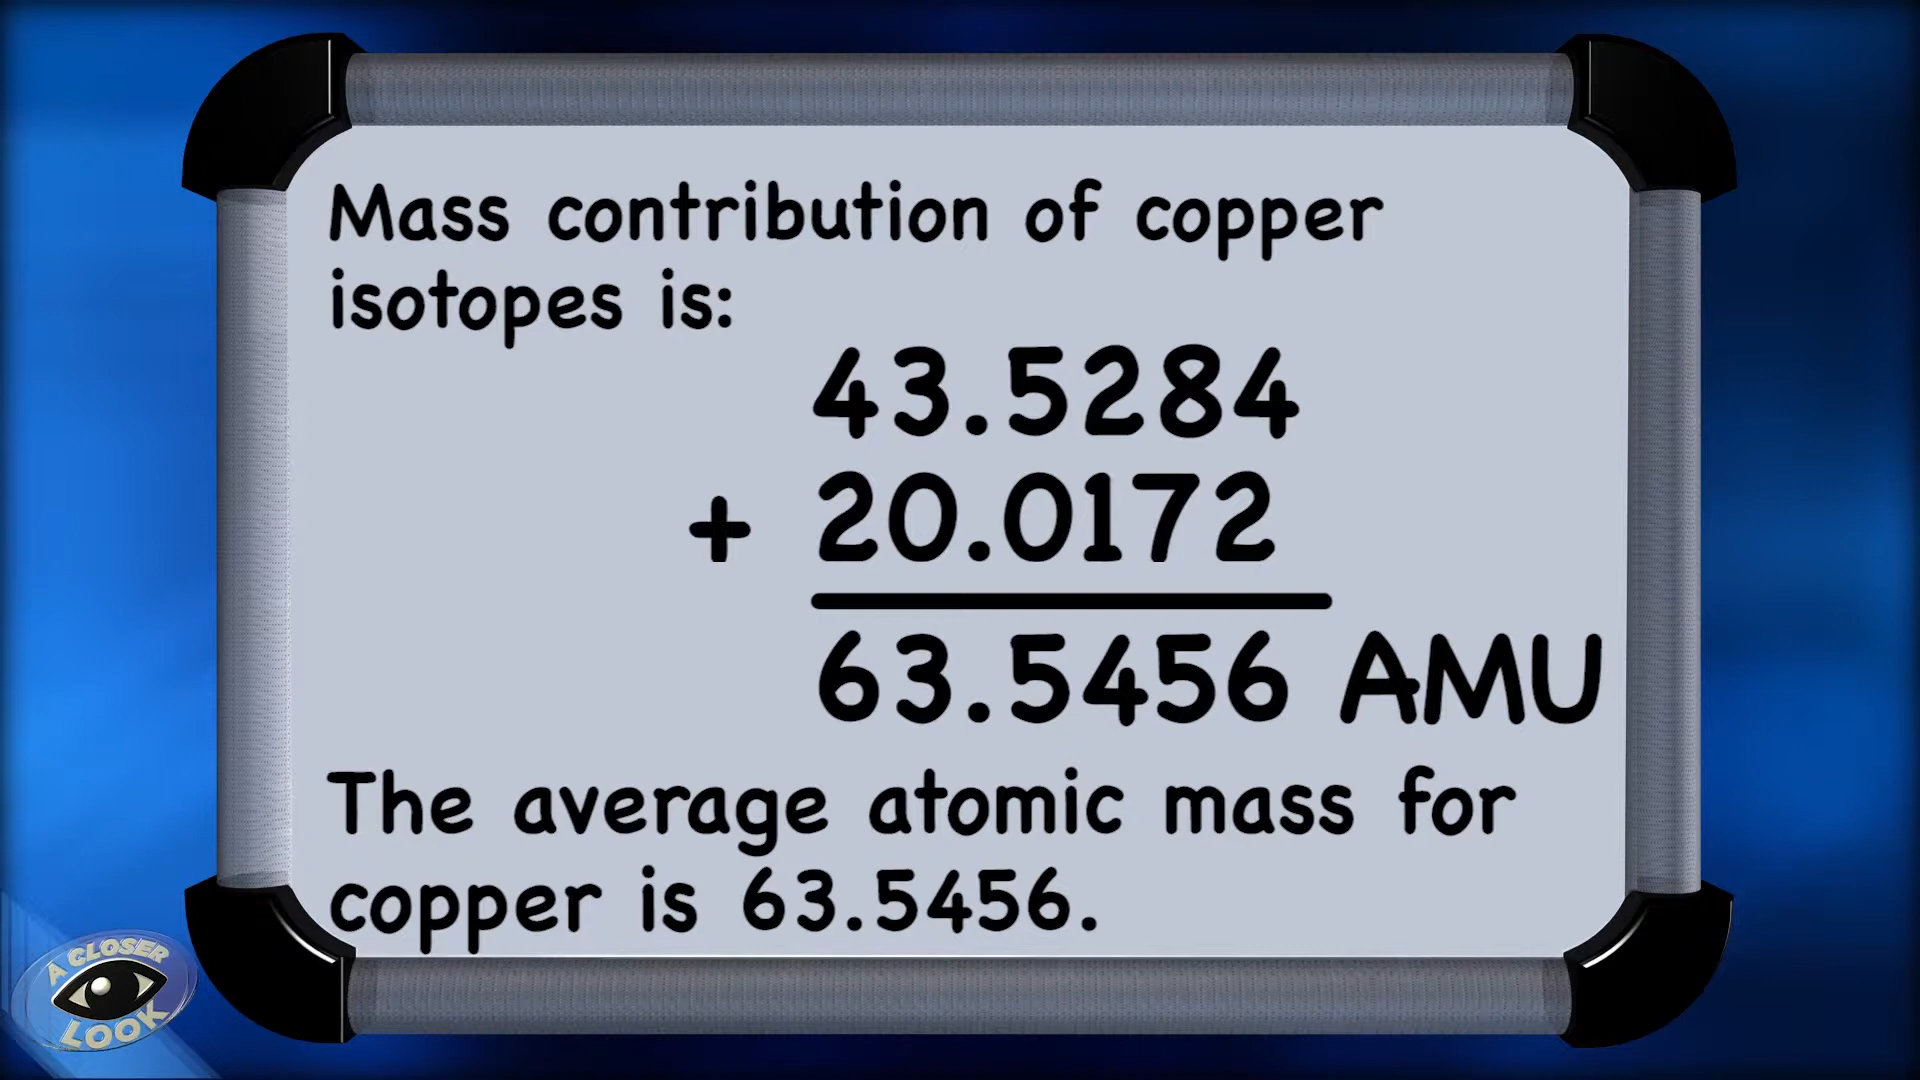 Mass contribution of copper
isotopes is:
43.5284
+ 20.0172
63.5456 AMU
The average atomic mass for
copper is 63.5456.
A CLOSER
LOOK